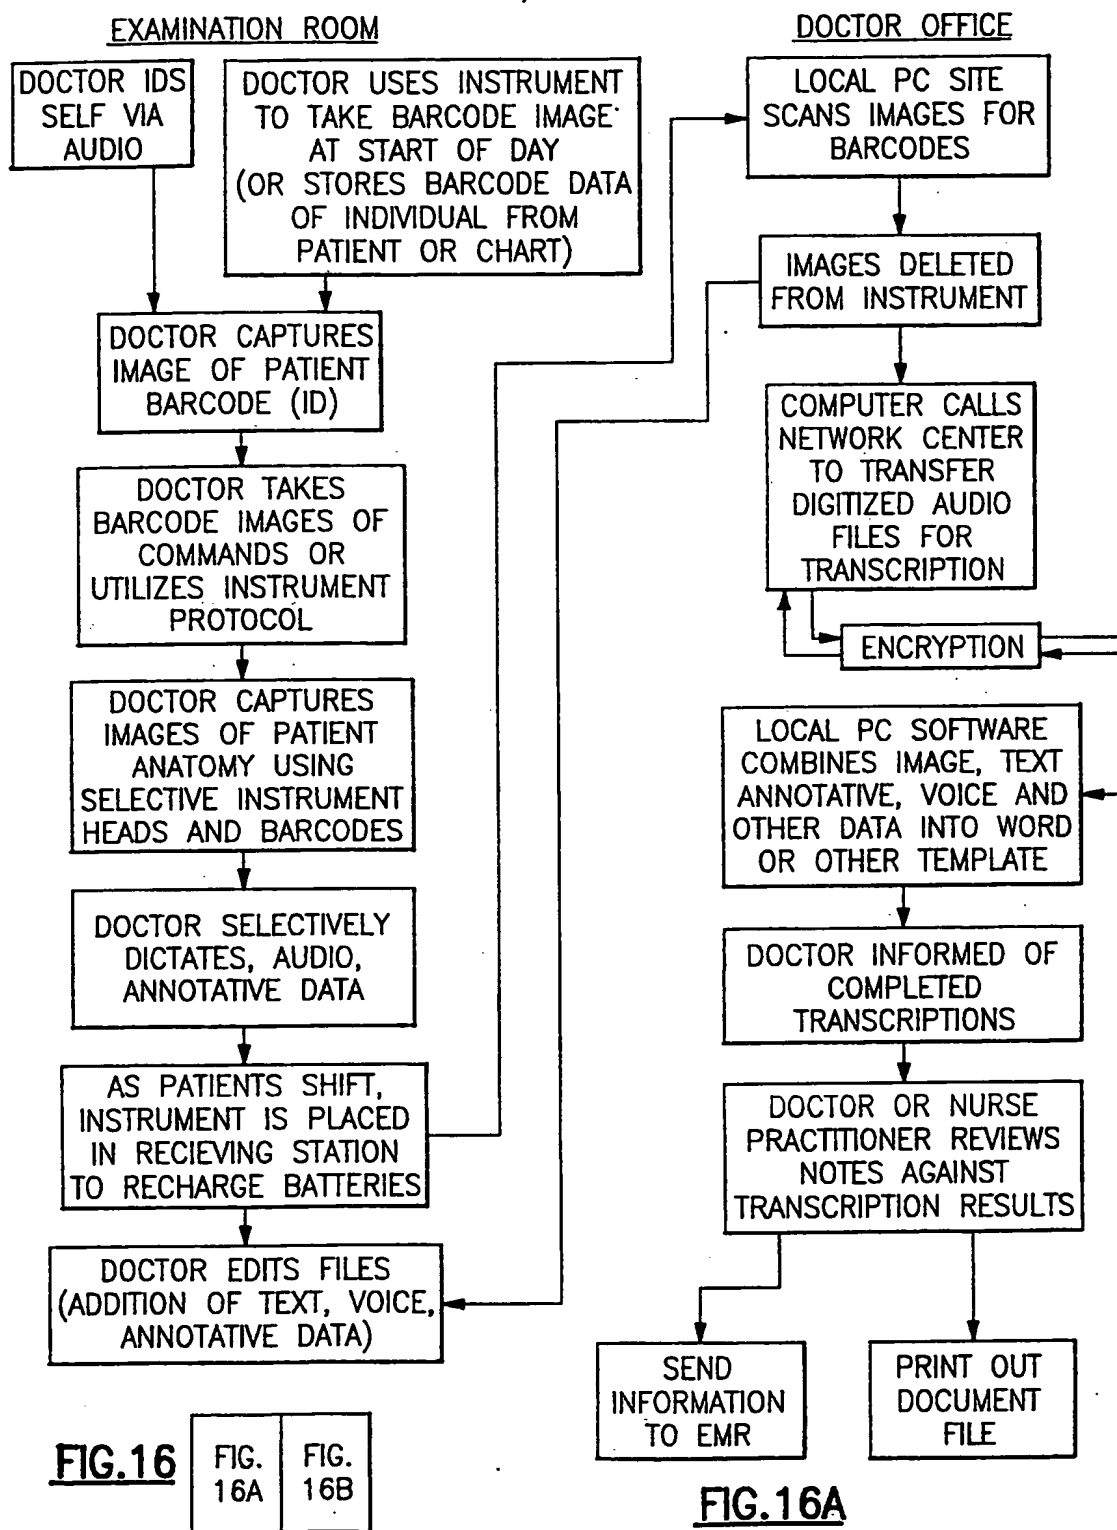 EXAMINATION ROOM
DOCTOR IDS
SELF VIA
AUDIO
DOCTOR USES INSTRUMENT
TO TAKE BARCODE IMAGE
AT START OF DAY
(OR STORES BARCODE DATA
OF INDIVIDUAL FROM
PATIENT OR CHART)
DOCTOR CAPTURES
IMAGE OF PATIENT
BARCODE (ID)
DOCTOR TAKES
BARCODE IMAGES OF
COMMANDS OR
UTILIZES INSTRUMENT
PROTOCOL
DOCTOR CAPTURES
IMAGES OF PATIENT
ANATOMY USING
SELECTIVE INSTRUMENT
HEADS AND BARCODES
DOCTOR SELECTIVELY
DICTATES, AUDIO,
ANNOTATIVE DATA
AS PATIENTS SHIFT,
INSTRUMENT IS PLACED
IN RECIEVING STATION
TO RECHARGE BATTERIES
DOCTOR EDITS FILES
(ADDITION OF TEXT, VOICE,
ANNOTATIVE DATA)
DOCTOR OFFICE
LOCAL PC SITE
SCANS IMAGES FOR
BARCODES
IMAGES DELETED
FROM INSTRUMENT
COMPUTER CALLS
NETWORK CENTER
TO TRANSFER
DIGITIZED AUDIO
FILES FOR
TRANSCRIPTION
ENCRYPTION
LOCAL PC SOFTWARE
COMBINES IMAGE, TEXT
ANNOTATIVE, VOICE AND
OTHER DATA INTO WORD
OR OTHER TEMPLATE
DOCTOR INFORMED OF
COMPLETED
TRANSCRIPTIONS
DOCTOR OR NURSE
PRACTITIONER REVIEWS
NOTES AGAINST
TRANSCRIPTION RESULTS
SEND
INFORMATION
TO EMR
PRINT OUT
DOCUMENT
FILE
FIG.16
FIG.
16A
FIG.
16B
FIG.16A